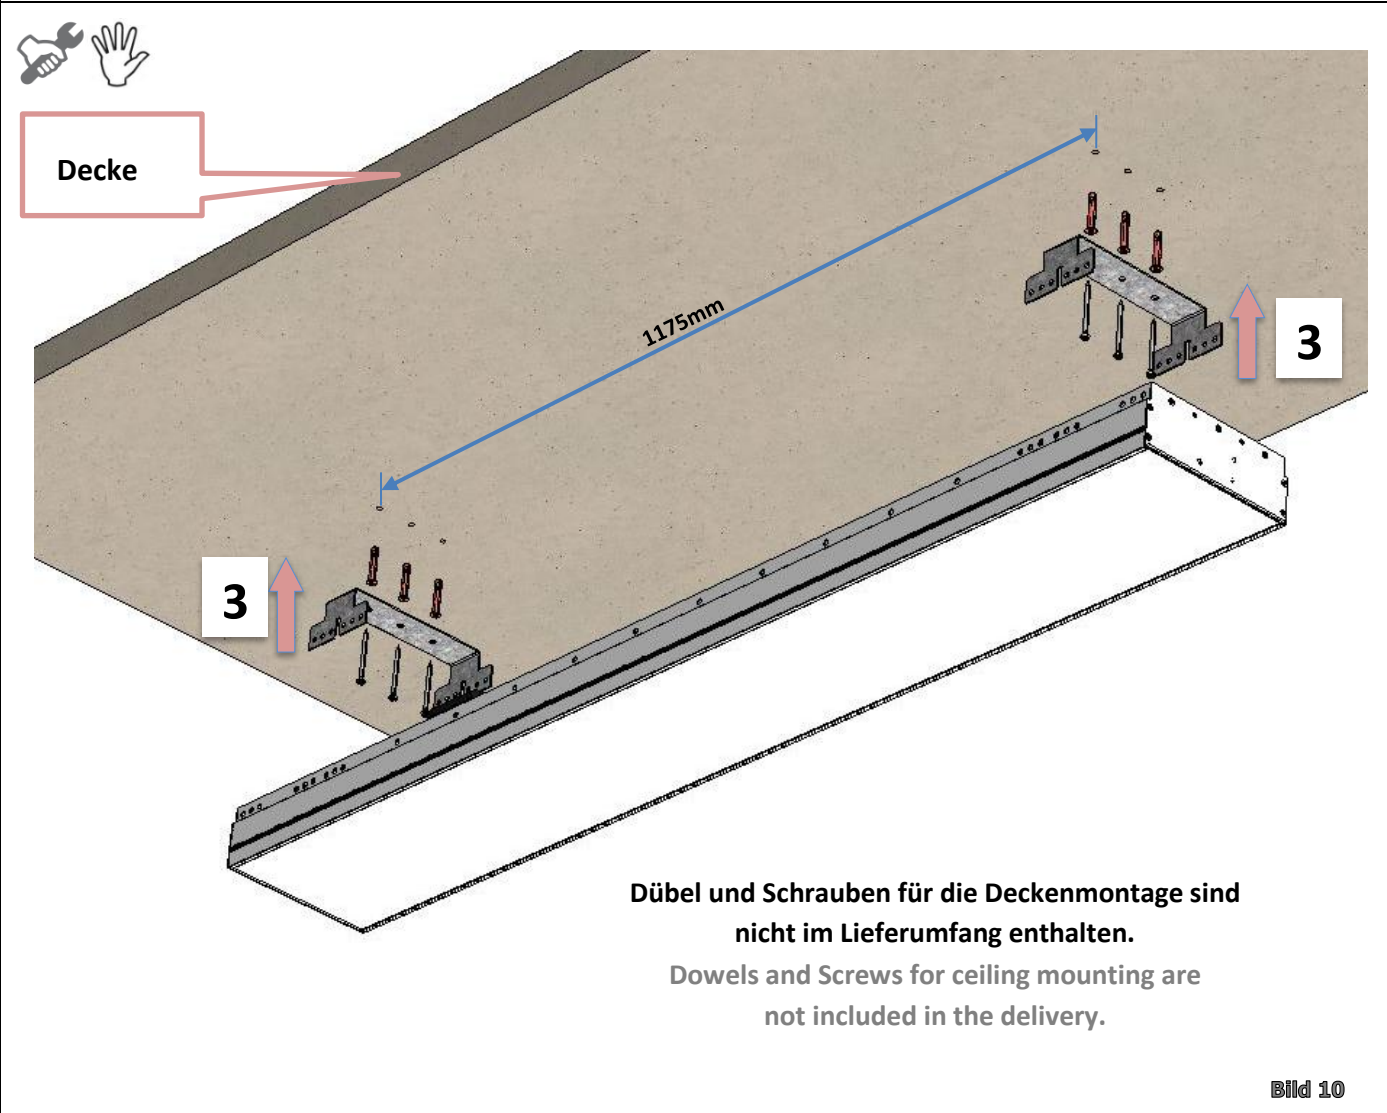 Decke
1175mm
3
3
Dübel und Schrauben für die Deckenmontage sind
nicht im Lieferumfang enthalten.
Dowels and Screws for ceiling mounting are
not included in the delivery.
Bild 10